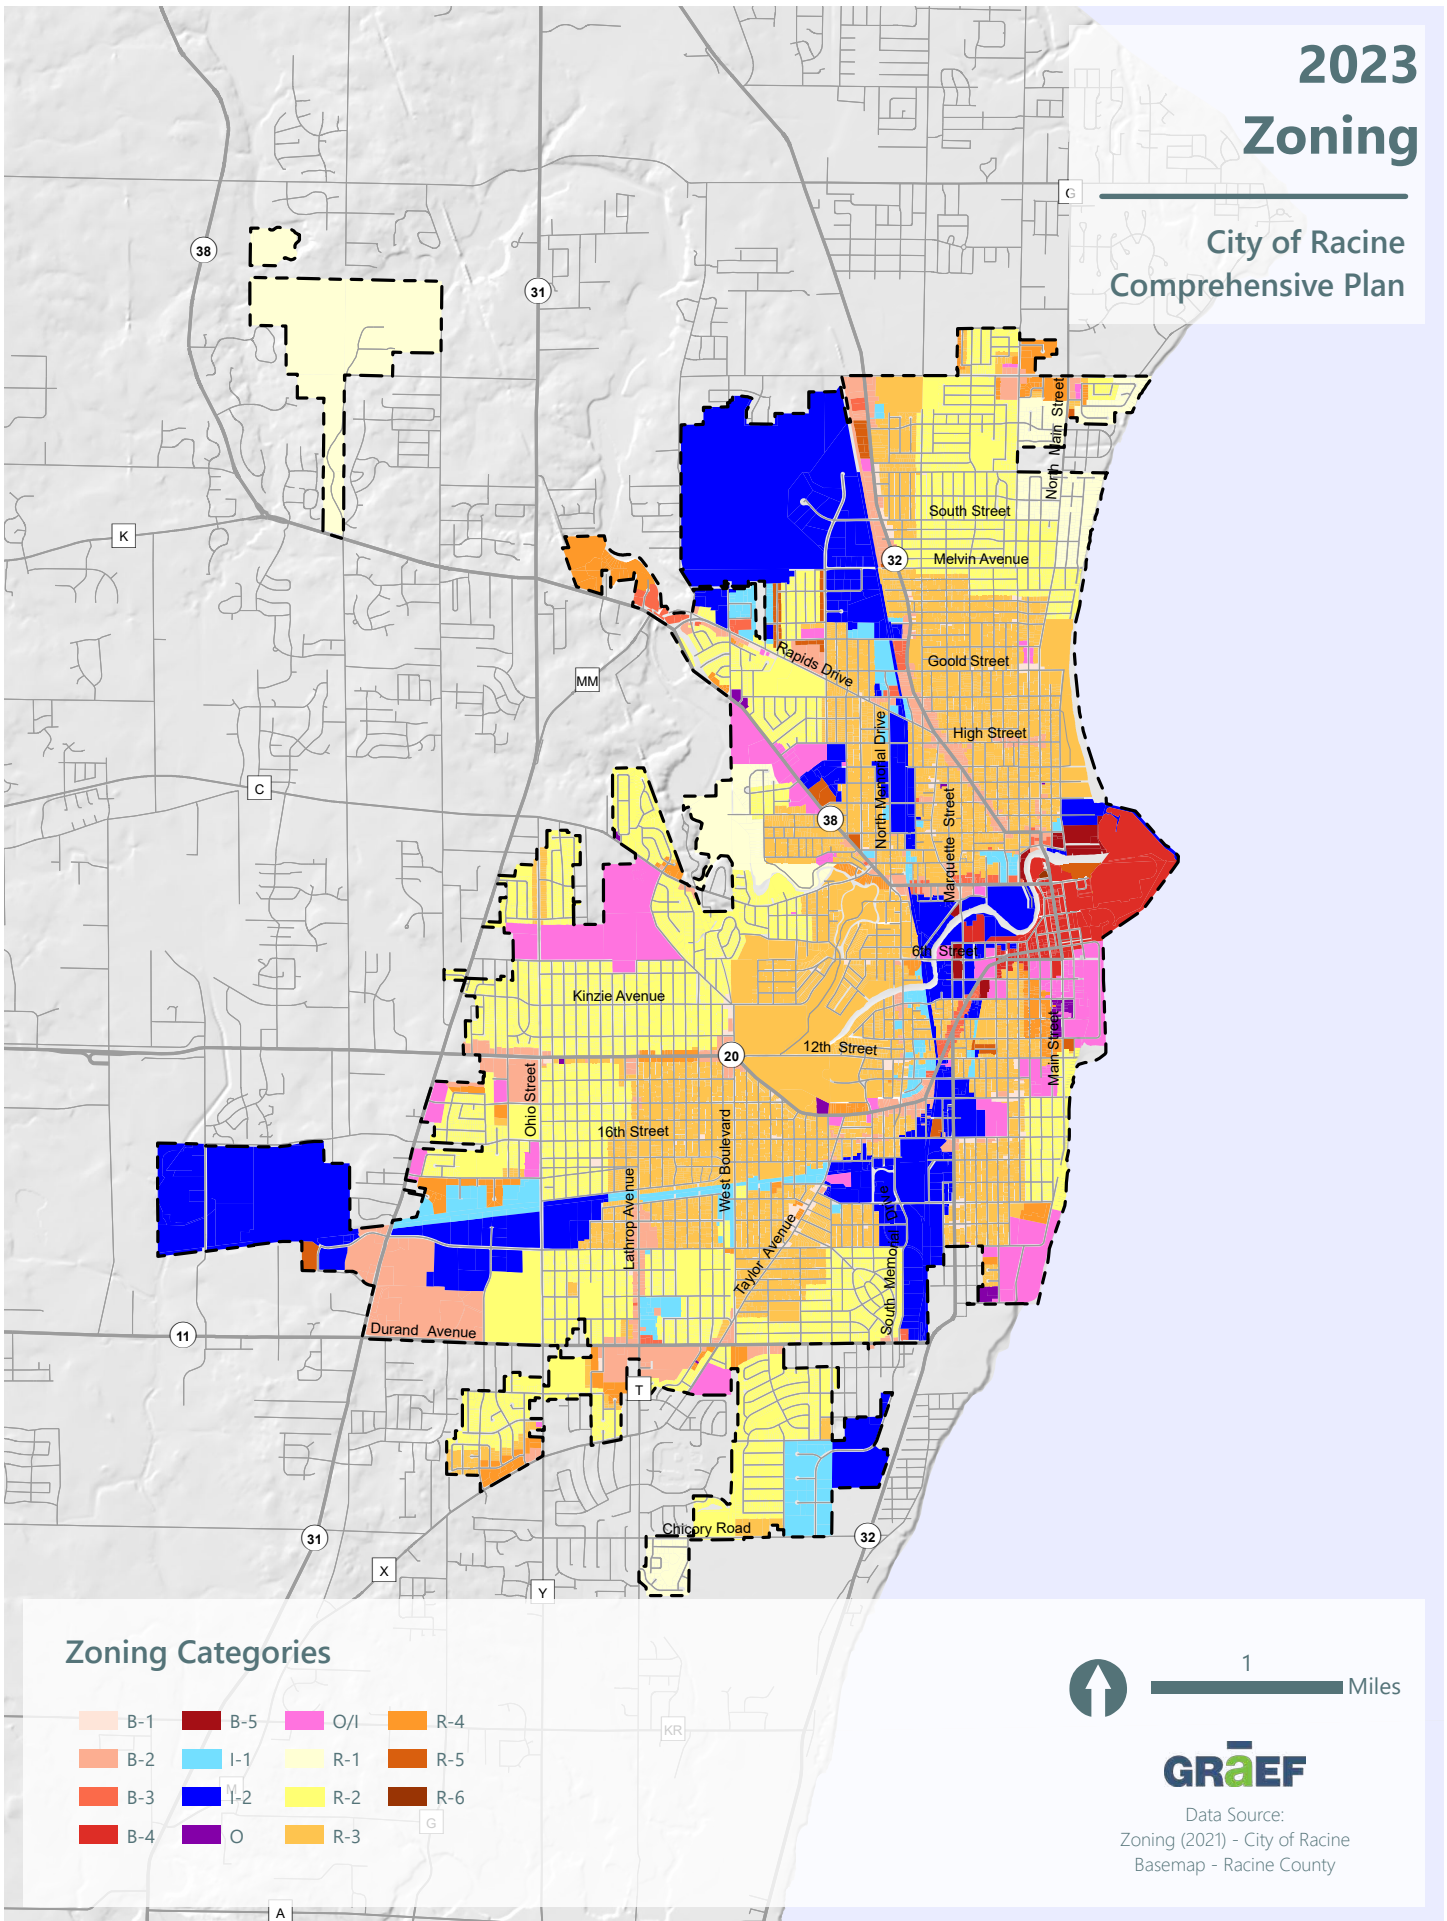 2023
Zoning
City of Racine
Comprehensive Plan
G
38
31
North Main Street
South Street
K
32
Melvin Avenue
Rapids Drive
Goold Street
MM
North Memorial Drive
High Street
C
38
Marquette Street
6th Street
Kinzie Avenue
12th Street
20
Main Street
Ohio Street
16th Street
West Boulevard
Lathrop Avenue
Taylor Avenue
South Memorial Drive
11
Durand Avenue
T
Chicory Road
31
32
X
Y
Zoning Categories
B-1
B-2
B-3
B-4
B-5
I-1
I-2
O
O/I
R-1
R-2
R-3
R-4
R-5
R-6
M
G
KR
A
1
Miles
GRāEF
Data Source:
Zoning (2021) - City of Racine
Basemap - Racine County